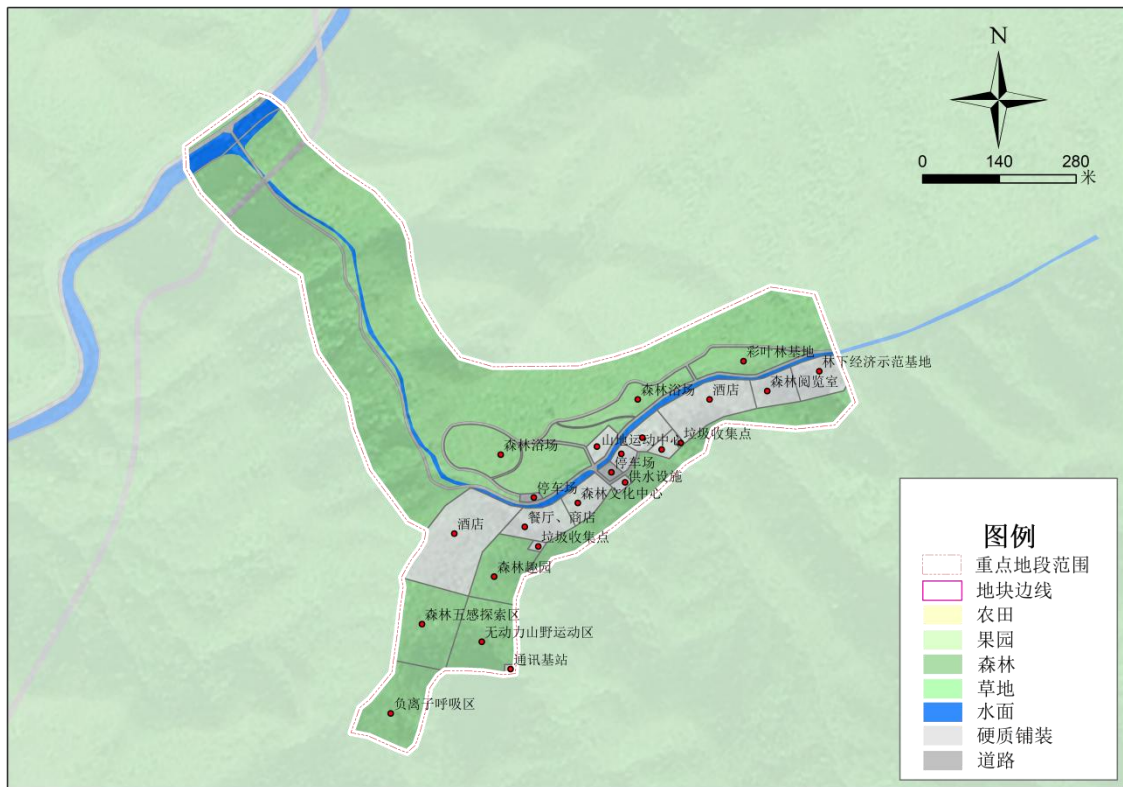 N
0 140 280
米
彩叶林基地
林下经济示范基地
森林阅览室
森林浴场
酒店
山地运动中心
垃圾收集点
森林浴场
停车场
供水设施
停车场
森林文化中心
酒店
餐厅、商店
垃圾收集点
森林趣园
森林五感探索区
无动力山野运动区
通讯基站
负离子呼吸区
图例
重点地段范围
地块边线
农田
果园
森林
草地
水面
硬质铺装
道路